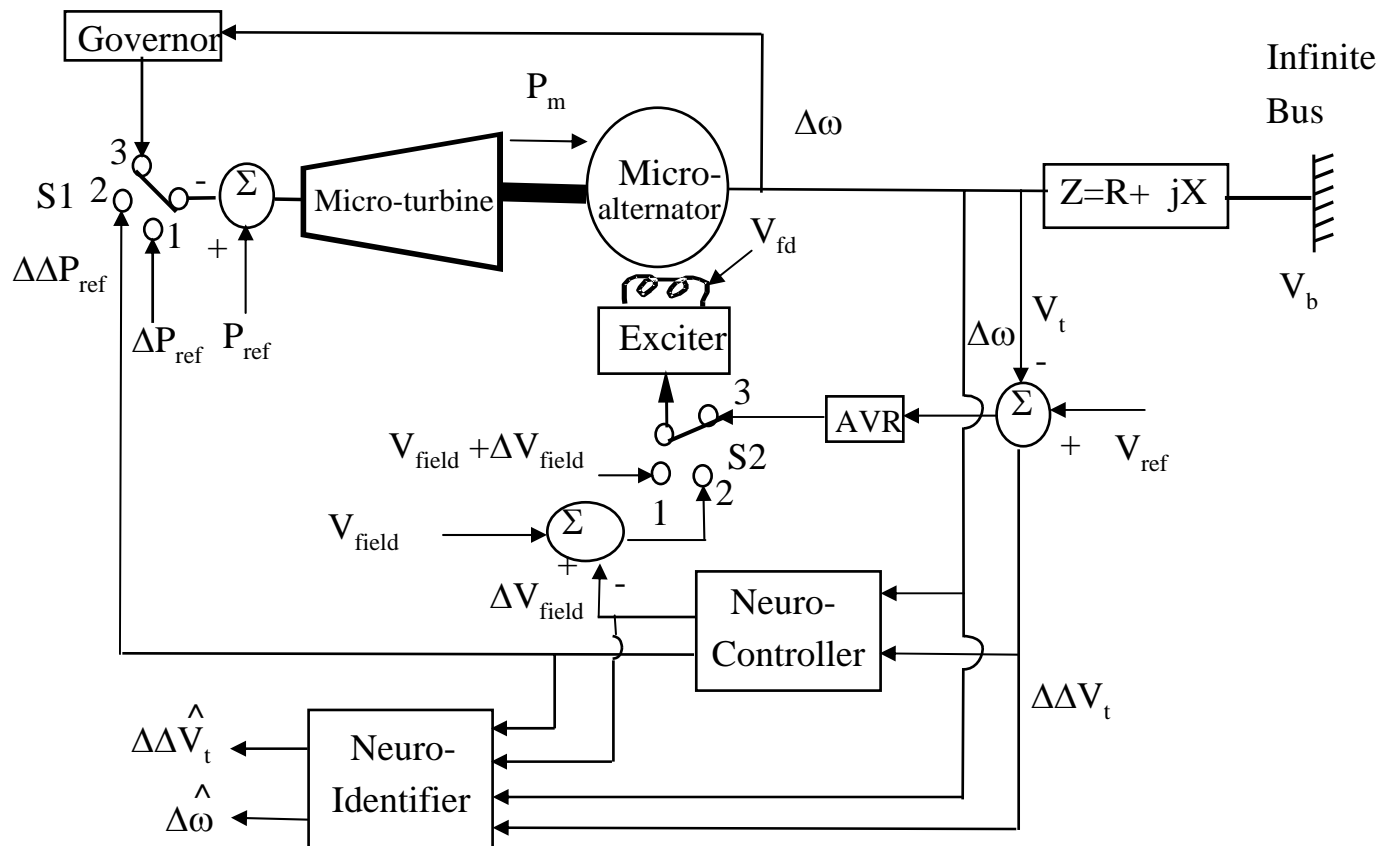 Governor
Infinite
Bus
P_m
Δω
3
2
S1
1
-
Σ
+
Micro-turbine
Micro-
alternator
Z=R+ jX
V_fd
V_b
ΔΔP_ref
ΔP_ref
P_ref
Exciter
V_t
Δω
-
3
AVR
Σ
+
V_ref
V_field +ΔV_field
S2
1
2
V_field
Σ
+
-
ΔV_field
Neuro-
Controller
ΔΔV_t
ΔΔV̂_t
Δω̂
Neuro-
Identifier